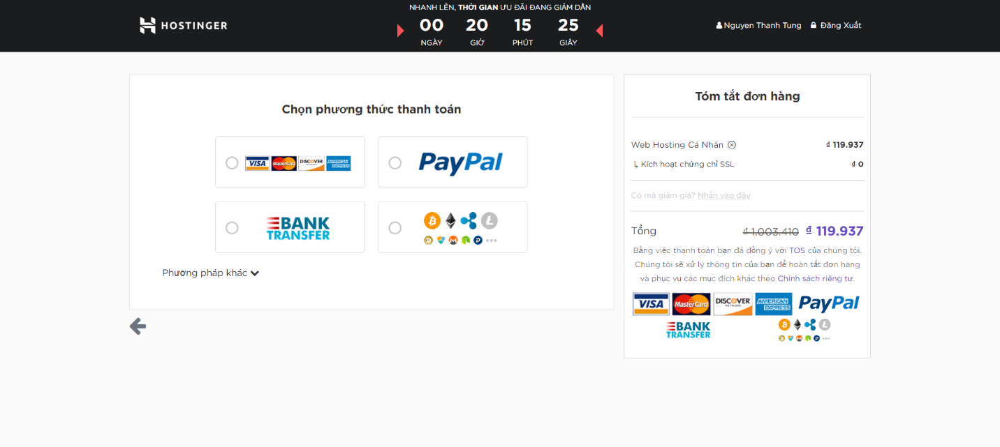 NHANH LÊN, THỜI GIAN ƯU ĐÃI ĐANG GIẢM DẦN
HOSTINGER
00 20 15 25
NGÀY GIỜ PHÚT GIÂY
Nguyen Thanh Tung Đăng Xuất
Chọn phương thức thanh toán
VISA MasterCard DISCOVER NETWORK AMERICAN EXPRESS
PayPal
BANK
TRANSFER
Phương pháp khác
Tóm tắt đơn hàng
Web Hosting Cá Nhân ₫ 119.937
Kích hoạt chứng chỉ SSL ₫ 0
Có mã giảm giá? Nhấn vào đây
Tổng ₫ 1.003.410 ₫ 119.937
Bằng việc thanh toán bạn đã đồng ý với TOS của chúng tôi.
Chúng tôi sẽ xử lý thông tin của bạn để hoàn tất đơn hàng
và phục vụ các mục đích khác theo Chính sách riêng tư.
VISA MasterCard DISCOVER NETWORK AMERICAN EXPRESS PayPal
BANK
TRANSFER